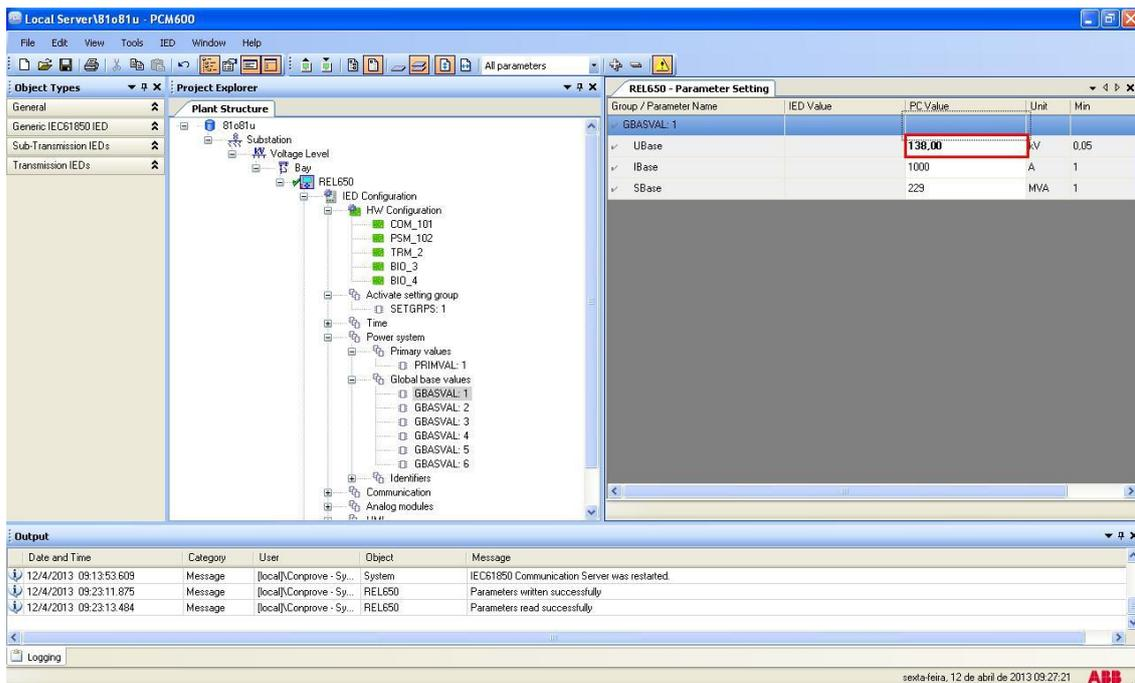 Local Server\81o81u - PCM600
File Edit View Tools IED Window Help
All parameters
Object Types
General
Generic IEC61850 IED
Sub-Transmission IEDs
Transmission IEDs
Project Explorer
Plant Structure
81o81u
Substation
Voltage Level
Bay
REL650
IED Configuration
HW Configuration
COM_101
PSM_102
TRM_2
BIO_3
BIO_4
Activate setting group
SETGRPS: 1
Time
Power system
Primary values
PRIMVAL: 1
Global base values
GBASVAL: 1
GBASVAL: 2
GBASVAL: 3
GBASVAL: 4
GBASVAL: 5
GBASVAL: 6
Identifiers
Communication
Analog modules
REL650 - Parameter Setting
Group / Parameter Name IED Value PC Value Unit Min
GBASVAL: 1
UBase 138,00 kV 0,05
IBase 1000 A 1
SBase 229 MVA 1
Output
Date and Time Category User Object Message
12/4/2013 09:13:53.609 Message [local]\Conprove - Sy... System IEC61850 Communication Server was restarted.
12/4/2013 09:23:11.875 Message [local]\Conprove - Sy... REL650 Parameters written successfully
12/4/2013 09:23:13.484 Message [local]\Conprove - Sy... REL650 Parameters read successfully
Logging
sexta-feira, 12 de abril de 2013 09:27:21 ABB